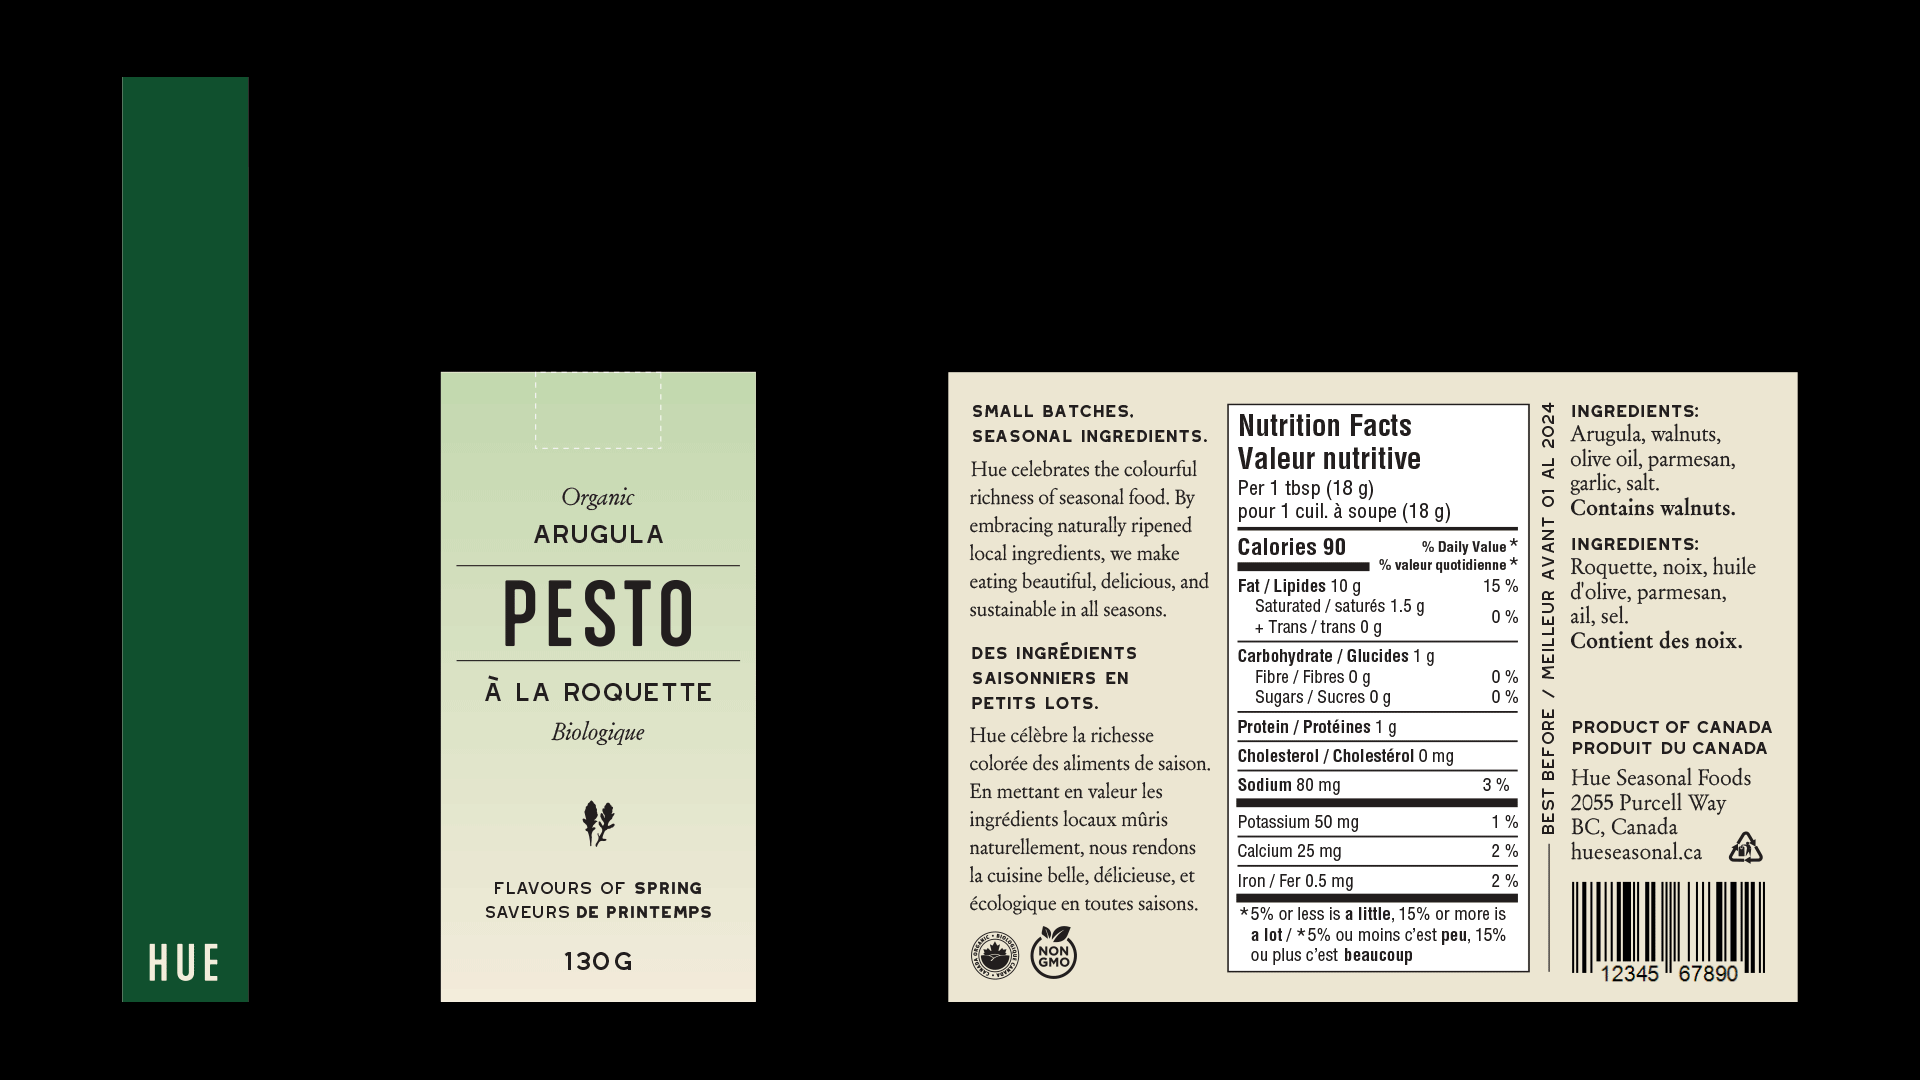 HUE
Organic
ARUGULA
PESTO
À LA ROQUETTE
Biologique
FLAVOURS OF SPRING
SAVEURS DE PRINTEMPS
130 G
SMALL BATCHES,
SEASONAL INGREDIENTS.
Hue celebrates the colourful
richness of seasonal food. By
embracing naturally ripened
local ingredients, we make
eating beautiful, delicious, and
sustainable in all seasons.
DES INGRÉDIENTS
SAISONNIERS EN
PETITS LOTS.
Hue célèbre la richesse
colorée des aliments de saison.
En mettant en valeur les
ingrédients locaux mûris
naturellement, nous rendons
la cuisine belle, délicieuse, et
écologique en toutes saisons.
CANADA ORGANIC • BIOLOGIQUE CANADA •
NON
GMO
Nutrition Facts
Valeur nutritive
Per 1 tbsp (18 g)
pour 1 cuil. à soupe (18 g)
Calories 90 % Daily Value *
% valeur quotidienne *
Fat / Lipides 10 g 15 %
Saturated / saturés 1.5 g
+ Trans / trans 0 g 0 %
Carbohydrate / Glucides 1 g
Fibre / Fibres 0 g 0 %
Sugars / Sucres 0 g 0 %
Protein / Protéines 1 g
Cholesterol / Cholestérol 0 mg
Sodium 80 mg 3 %
Potassium 50 mg 1 %
Calcium 25 mg 2 %
Iron / Fer 0.5 mg 2 %
*5% or less is a little, 15% or more is
a lot / *5% ou moins c'est peu, 15%
ou plus c'est beaucoup
BEST BEFORE / MEILLEUR AVANT 01 AL 2024
INGREDIENTS:
Arugula, walnuts,
olive oil, parmesan,
garlic, salt.
Contains walnuts.
INGREDIENTS:
Roquette, noix, huile
d'olive, parmesan,
ail, sel.
Contient des noix.
PRODUCT OF CANADA
PRODUIT DU CANADA
Hue Seasonal Foods
2055 Purcell Way
BC, Canada
hueseasonal.ca
12345 67890